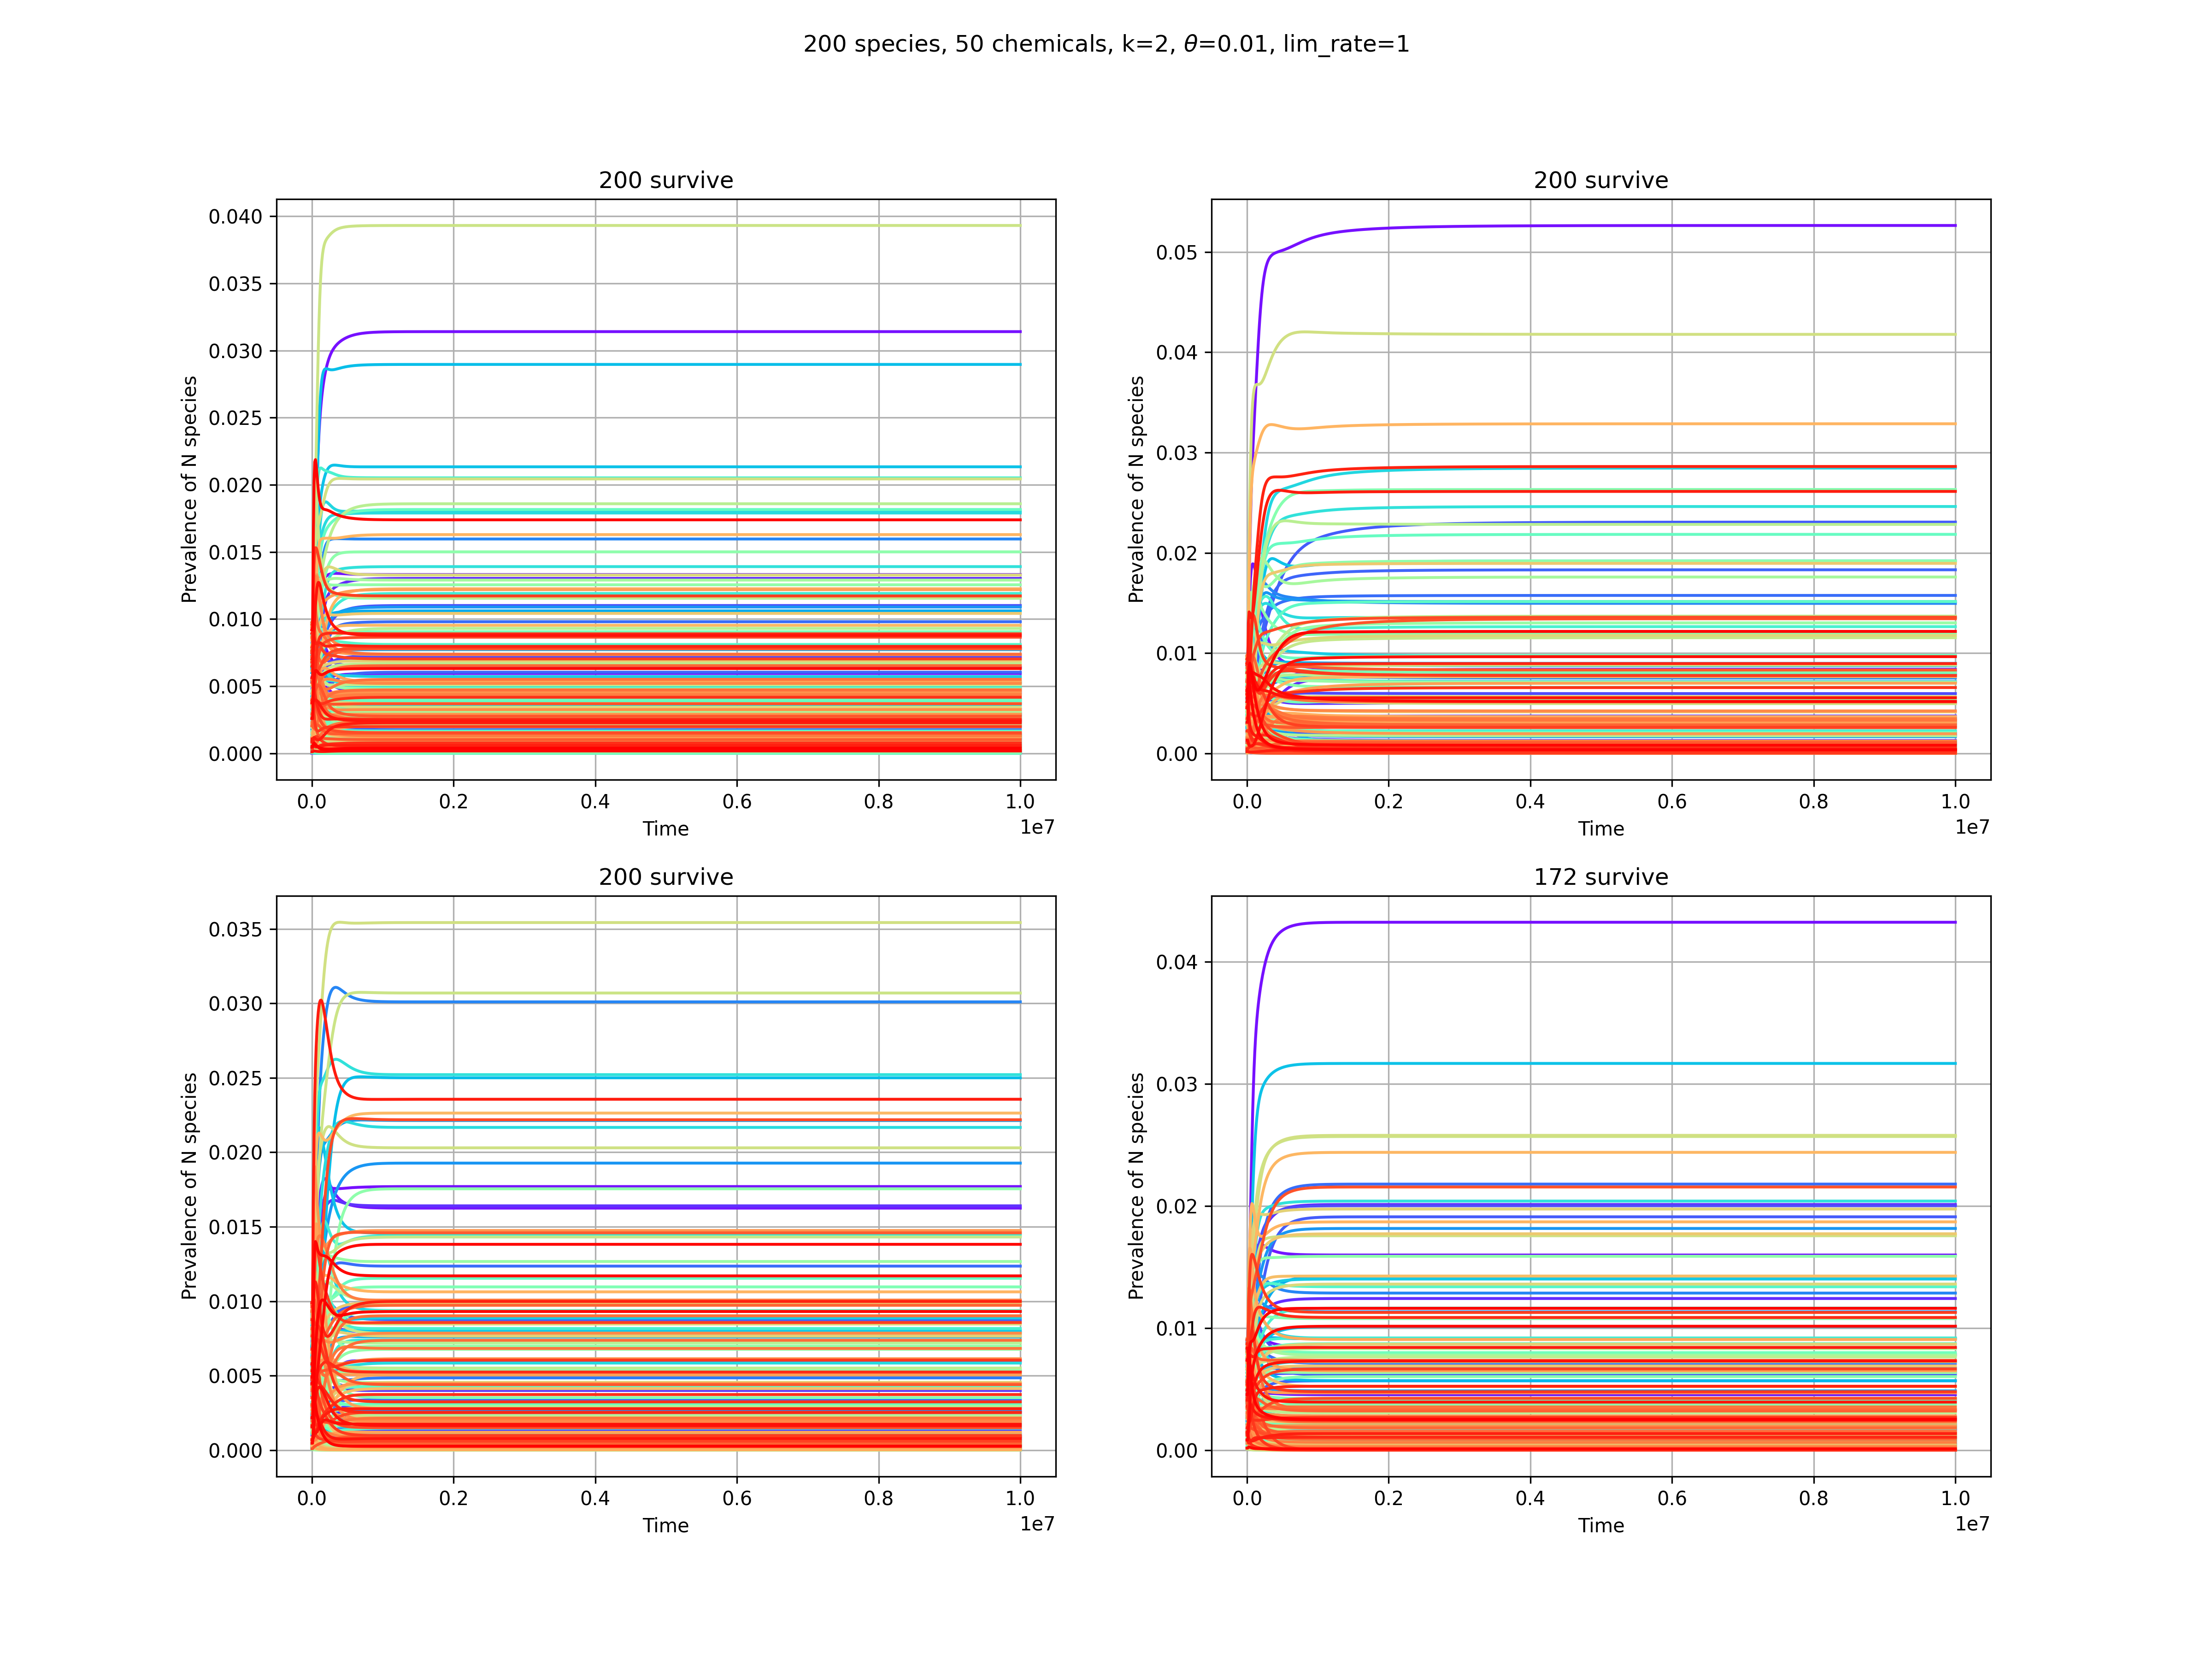 200 species, 50 chemicals, k=2, θ=0.01, lim_rate=1
200 survive
0.040
0.035
0.030
0.025
0.020
0.015
0.010
0.005
0.000
Prevalence of N species
0.0 0.2 0.4 0.6 0.8 1.0
Time
1e7
200 survive
0.05
0.04
0.03
0.02
0.01
0.00
Prevalence of N species
0.0 0.2 0.4 0.6 0.8 1.0
Time
1e7
200 survive
0.035
0.030
0.025
0.020
0.015
0.010
0.005
0.000
Prevalence of N species
0.0 0.2 0.4 0.6 0.8 1.0
Time
1e7
172 survive
0.04
0.03
0.02
0.01
0.00
Prevalence of N species
0.0 0.2 0.4 0.6 0.8 1.0
Time
1e7